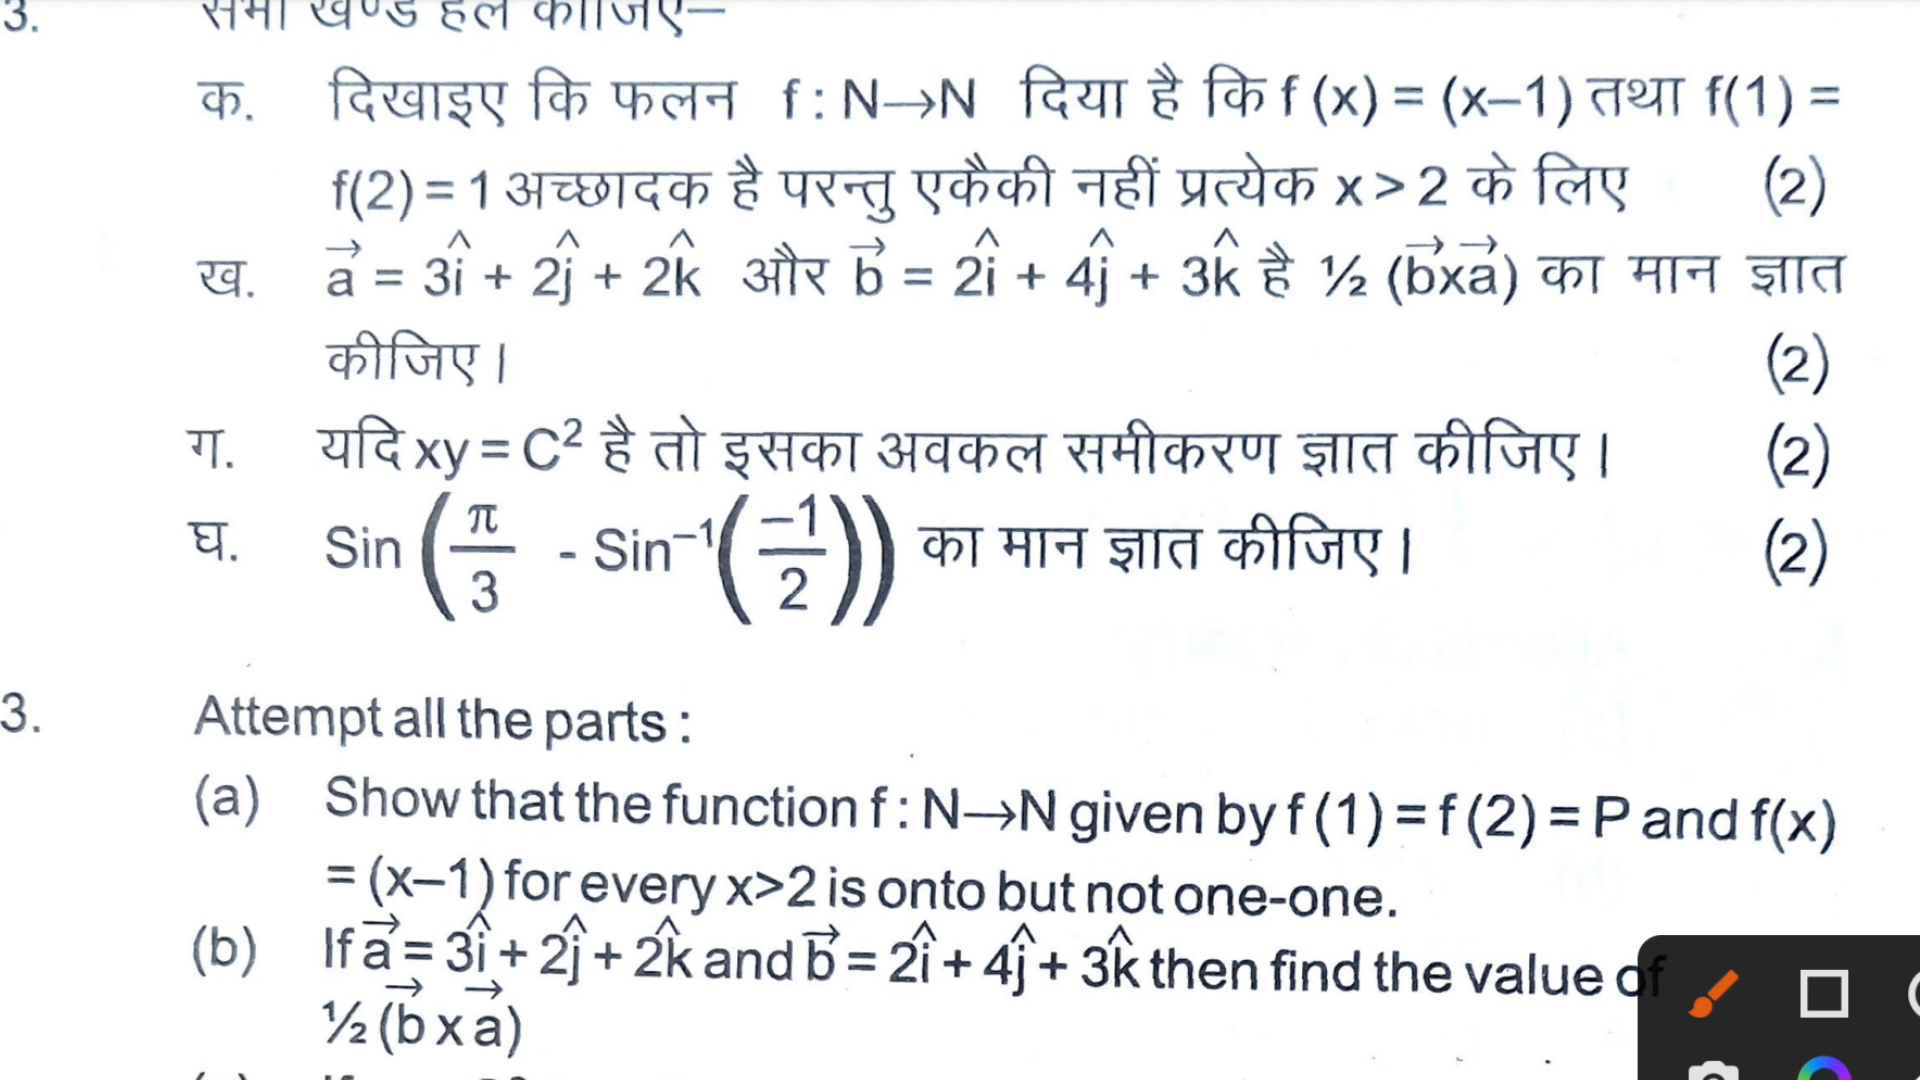 3. सभी खण्ड हल कीजिए–
क. दिखाइए कि फलन f : N→N दिया है कि f (x) = (x–1) तथा f(1) =
f(2) = 1 अच्छादक है परन्तु एकैकी नहीं प्रत्येक x > 2 के लिए (2)
ख. a⃗ = 3î + 2ĵ + 2k̂ और b⃗ = 2î + 4ĵ + 3k̂ है ½ (b⃗xa⃗) का मान ज्ञात
कीजिए। (2)
ग. यदि xy = C² है तो इसका अवकल समीकरण ज्ञात कीजिए। (2)
घ. Sin (π/3 - Sin⁻¹(–1/2)) का मान ज्ञात कीजिए। (2)
3. Attempt all the parts :
(a) Show that the function f : N→N given by f (1) = f (2) = P and f(x)
= (x–1) for every x>2 is onto but not one-one.
(b) If a⃗ = 3î + 2ĵ + 2k̂ and b⃗ = 2î + 4ĵ + 3k̂ then find the value of
½ (b⃗ x a⃗)